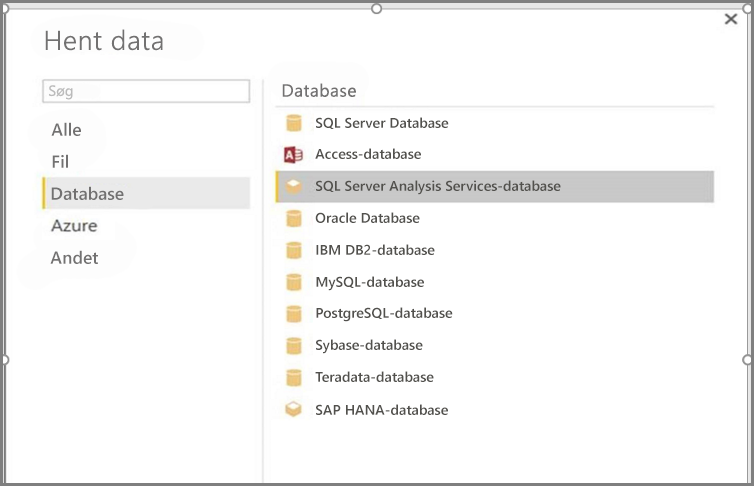 Hent data
Søg
Alle
Fil
Database
Azure
Andet
Database
SQL Server Database
Access-database
SQL Server Analysis Services-database
Oracle Database
IBM DB2-database
MySQL-database
PostgreSQL-database
Sybase-database
Teradata-database
SAP HANA-database